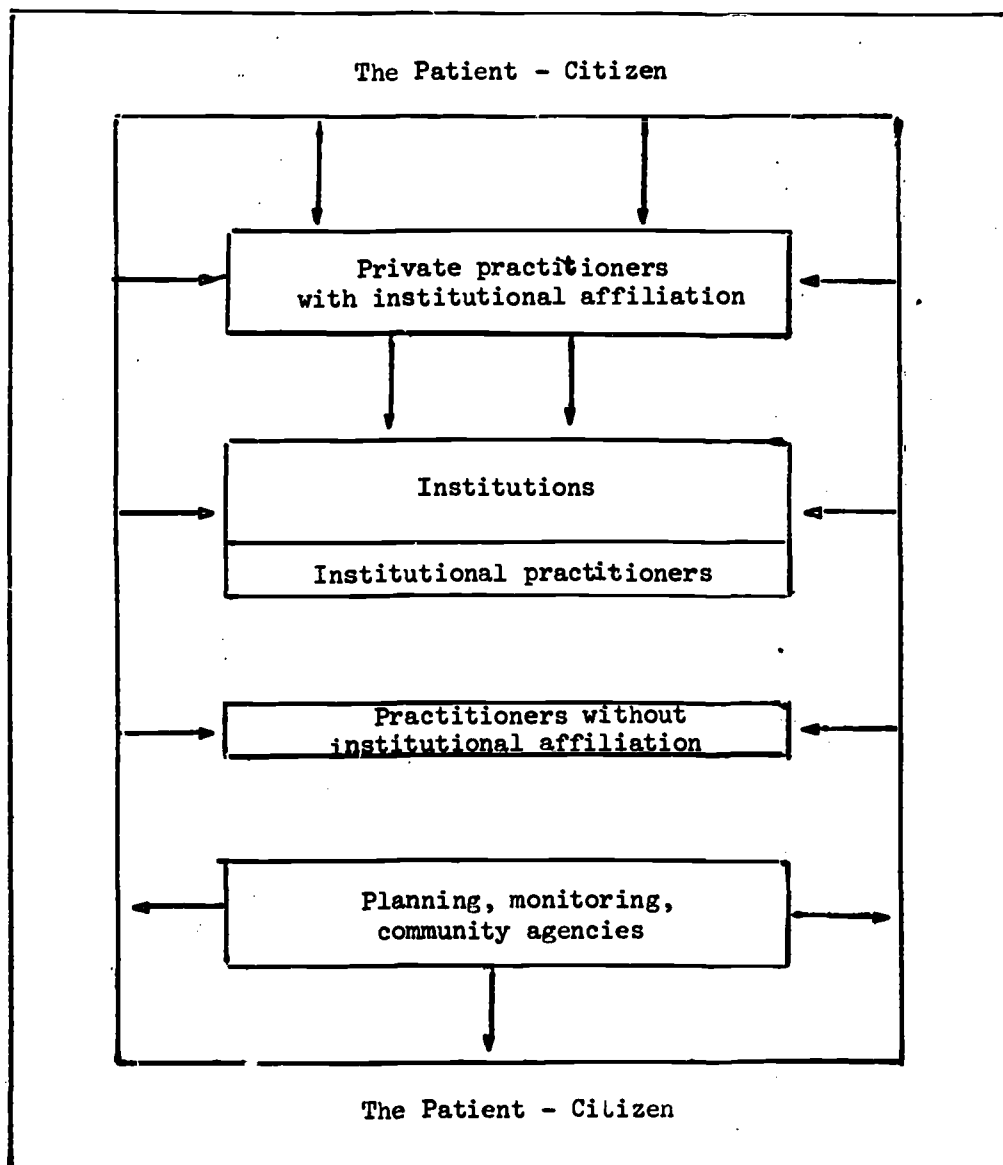 The Patient - Citizen
Private practitioners
with institutional affiliation
Institutions
Institutional practitioners
Practitioners without
institutional affiliation
Planning, monitoring,
community agencies
The Patient - Citizen